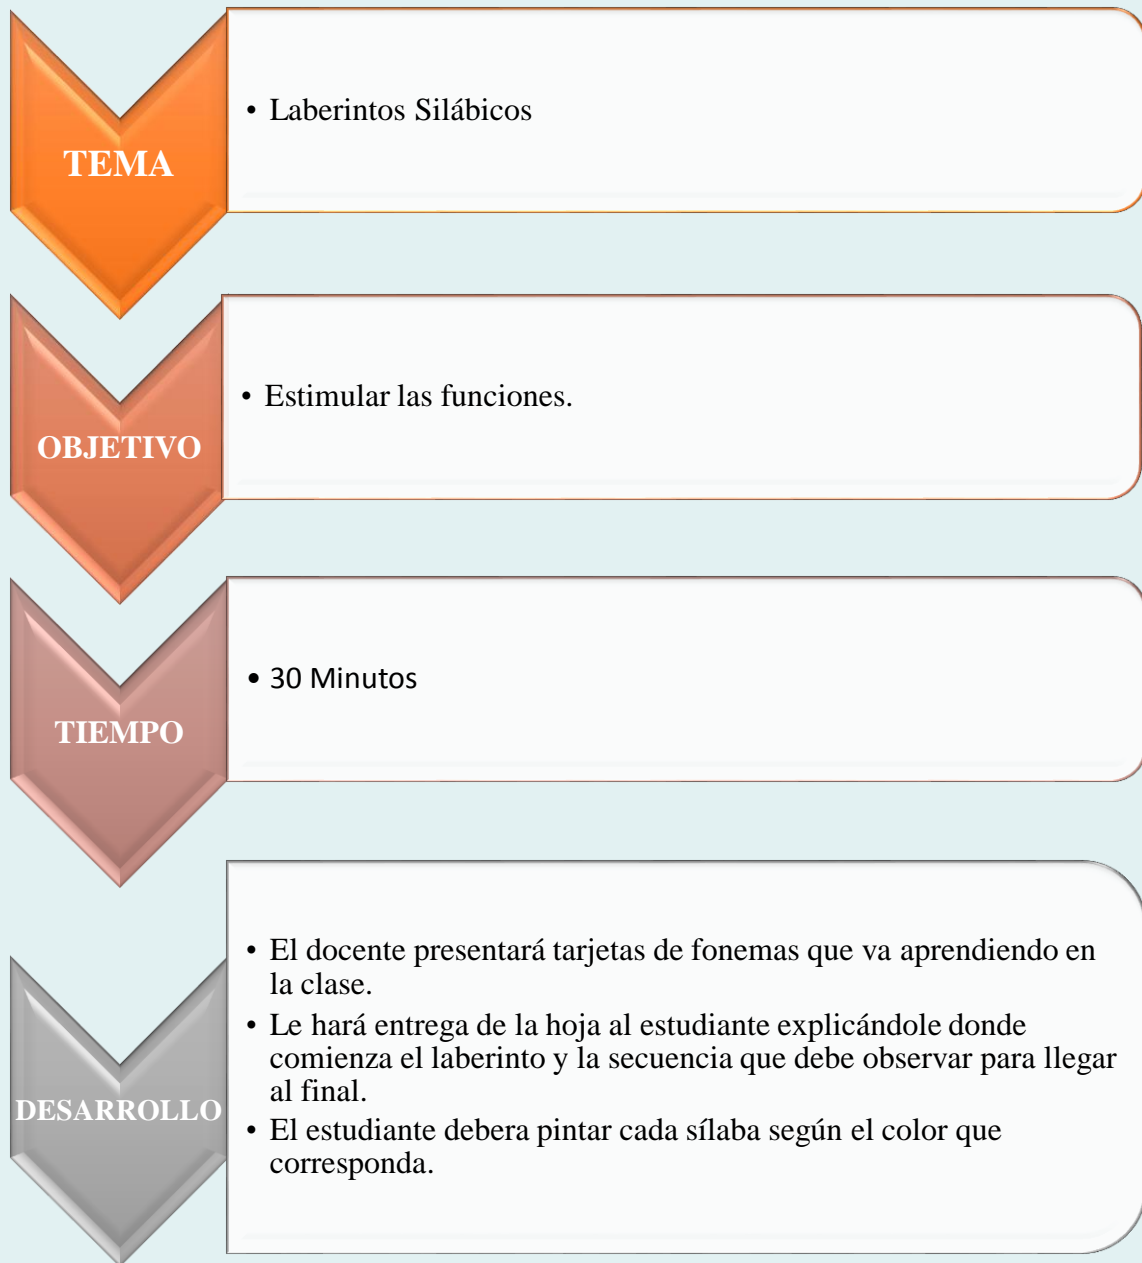 TEMA
• Laberintos Silábicos
OBJETIVO
• Estimular las funciones.
TIEMPO
• 30 Minutos
DESARROLLO
• El docente presentará tarjetas de fonemas que va aprendiendo en
la clase.
• Le hará entrega de la hoja al estudiante explicándole donde
comienza el laberinto y la secuencia que debe observar para llegar
al final.
• El estudiante debera pintar cada sílaba según el color que
corresponda.